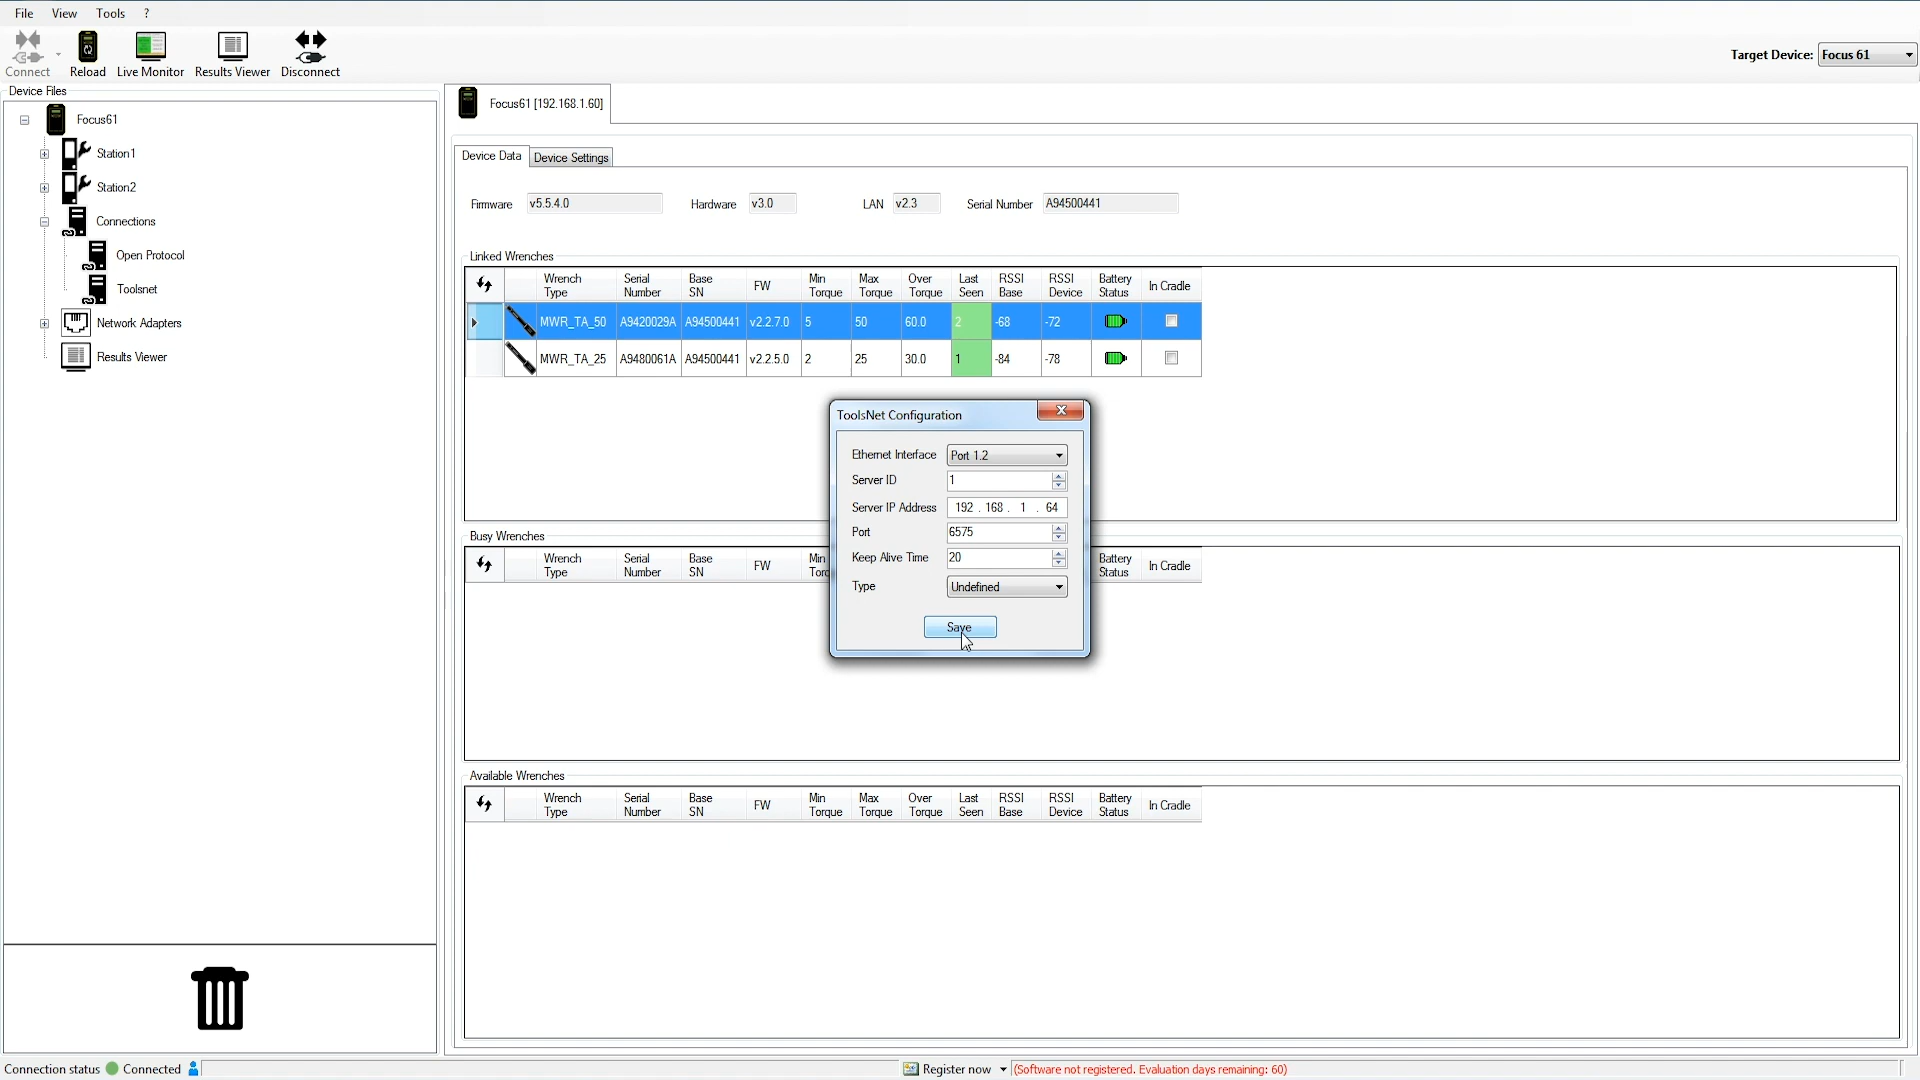 File View Tools ?
Connect Reload Live Monitor Results Viewer Disconnect
Target Device: Focus 61
Device Files
Focus61
Station1
Station2
Connections
Open Protocol
Toolsnet
Network Adapters
Results Viewer
Focus61 [192.168.1.60]
Device Data Device Settings
Firmware v5.5.4.0 Hardware v3.0 LAN v2.3 Serial Number A94500441
Linked Wrenches
Wrench Type Serial Number Base SN FW Min Torque Max Torque Over Torque Last Seen RSSI Base RSSI Device Battery Status In Cradle
MWR_TA_50 A9420029A A94500441 v2.2.7.0 5 50 60.0 2 -68 -72
MWR_TA_25 A9480061A A94500441 v2.2.5.0 2 25 30.0 1 -84 -78
ToolsNet Configuration
Ethernet Interface Port 1.2
Server ID 1
Server IP Address 192 . 168 . 1 . 64
Port 6575
Keep Alive Time 20
Type Undefined
Save
Busy Wrenches
Wrench Type Serial Number Base SN FW Min Battery Status In Cradle
Available Wrenches
Wrench Type Serial Number Base SN FW Min Torque Max Torque Over Torque Last Seen RSSI Base RSSI Device Battery Status In Cradle
Connection status Connected Register now (Software not registered. Evaluation days remaining: 60)